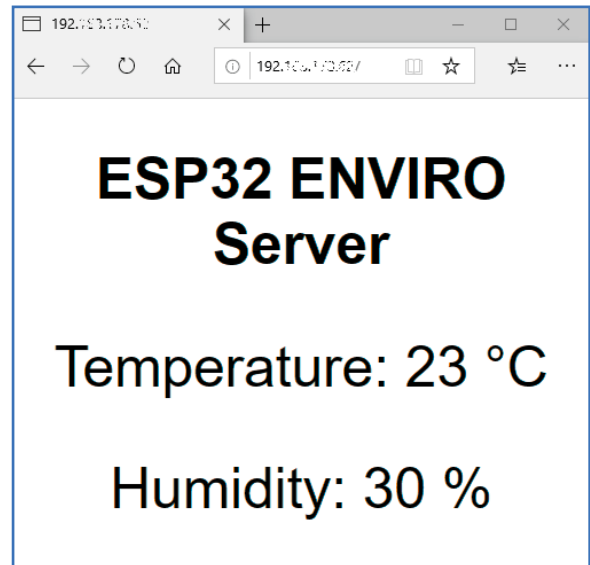 ESP32 ENVIRO
Server
Temperature: 23 °C
Humidity: 30 %